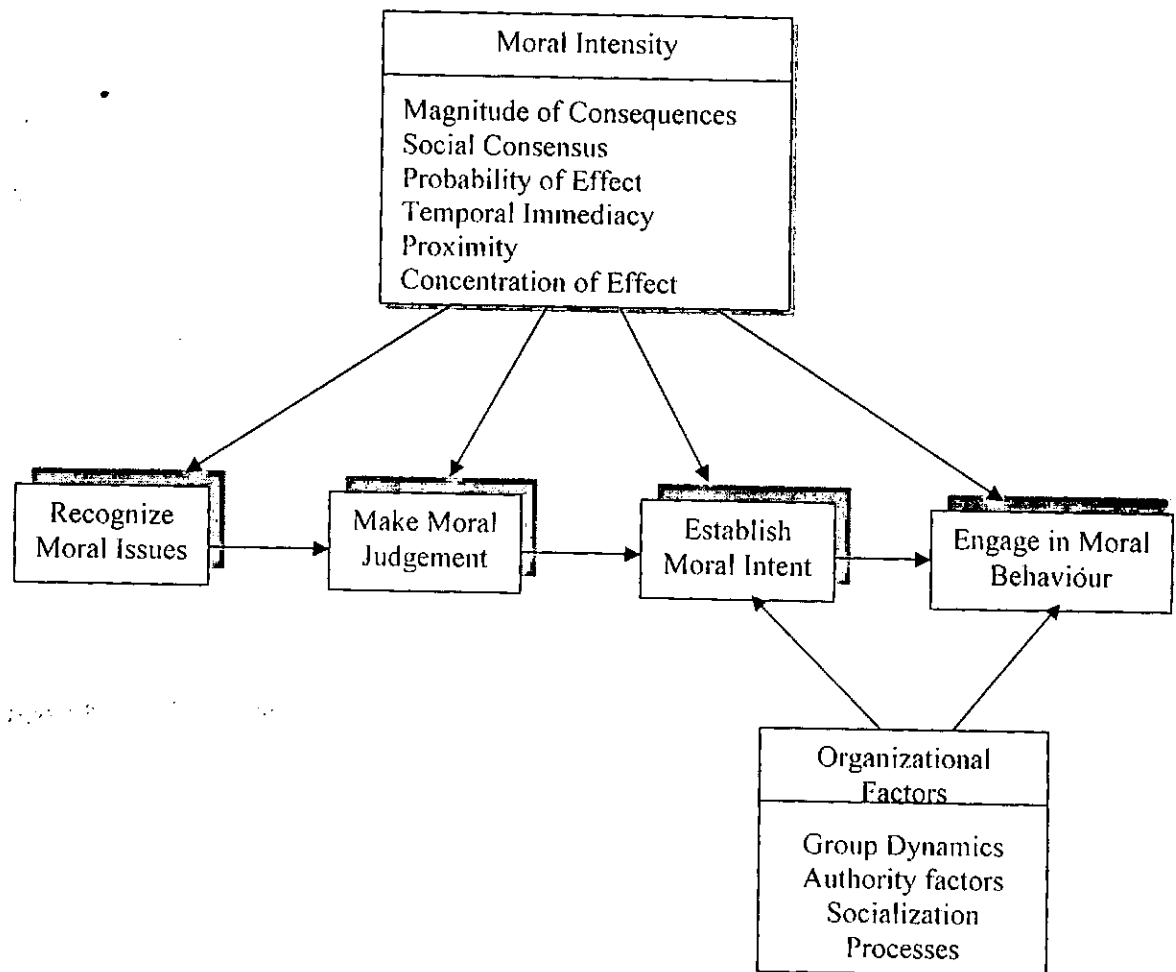 Moral Intensity
Magnitude of Consequences
Social Consensus
Probability of Effect
Temporal Immediacy
Proximity
Concentration of Effect
Recognize
Moral Issues
Make Moral
Judgement
Establish
Moral Intent
Engage in Moral
Behaviour
Organizational
Factors
Group Dynamics
Authority factors
Socialization
Processes